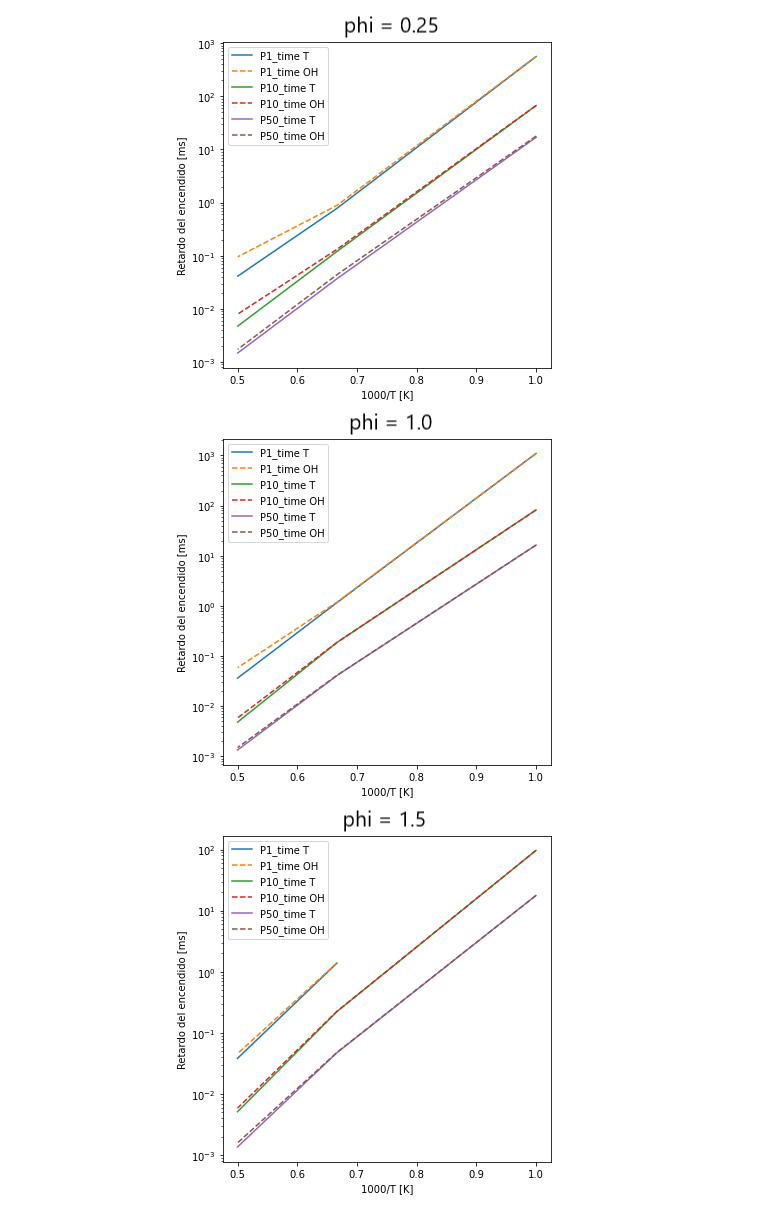 phi = 0.25
P1_time T
P1_time OH
P10_time T
P10_time OH
P50_time T
P50_time OH
Retardo del encendido [ms]
10³
10²
10¹
10⁰
10⁻¹
10⁻²
10⁻³
0.5 0.6 0.7 0.8 0.9 1.0
1000/T [K]
phi = 1.0
P1_time T
P1_time OH
P10_time T
P10_time OH
P50_time T
P50_time OH
Retardo del encendido [ms]
10³
10²
10¹
10⁰
10⁻¹
10⁻²
10⁻³
0.5 0.6 0.7 0.8 0.9 1.0
1000/T [K]
phi = 1.5
P1_time T
P1_time OH
P10_time T
P10_time OH
P50_time T
P50_time OH
Retardo del encendido [ms]
10²
10¹
10⁰
10⁻¹
10⁻²
10⁻³
0.5 0.6 0.7 0.8 0.9 1.0
1000/T [K]